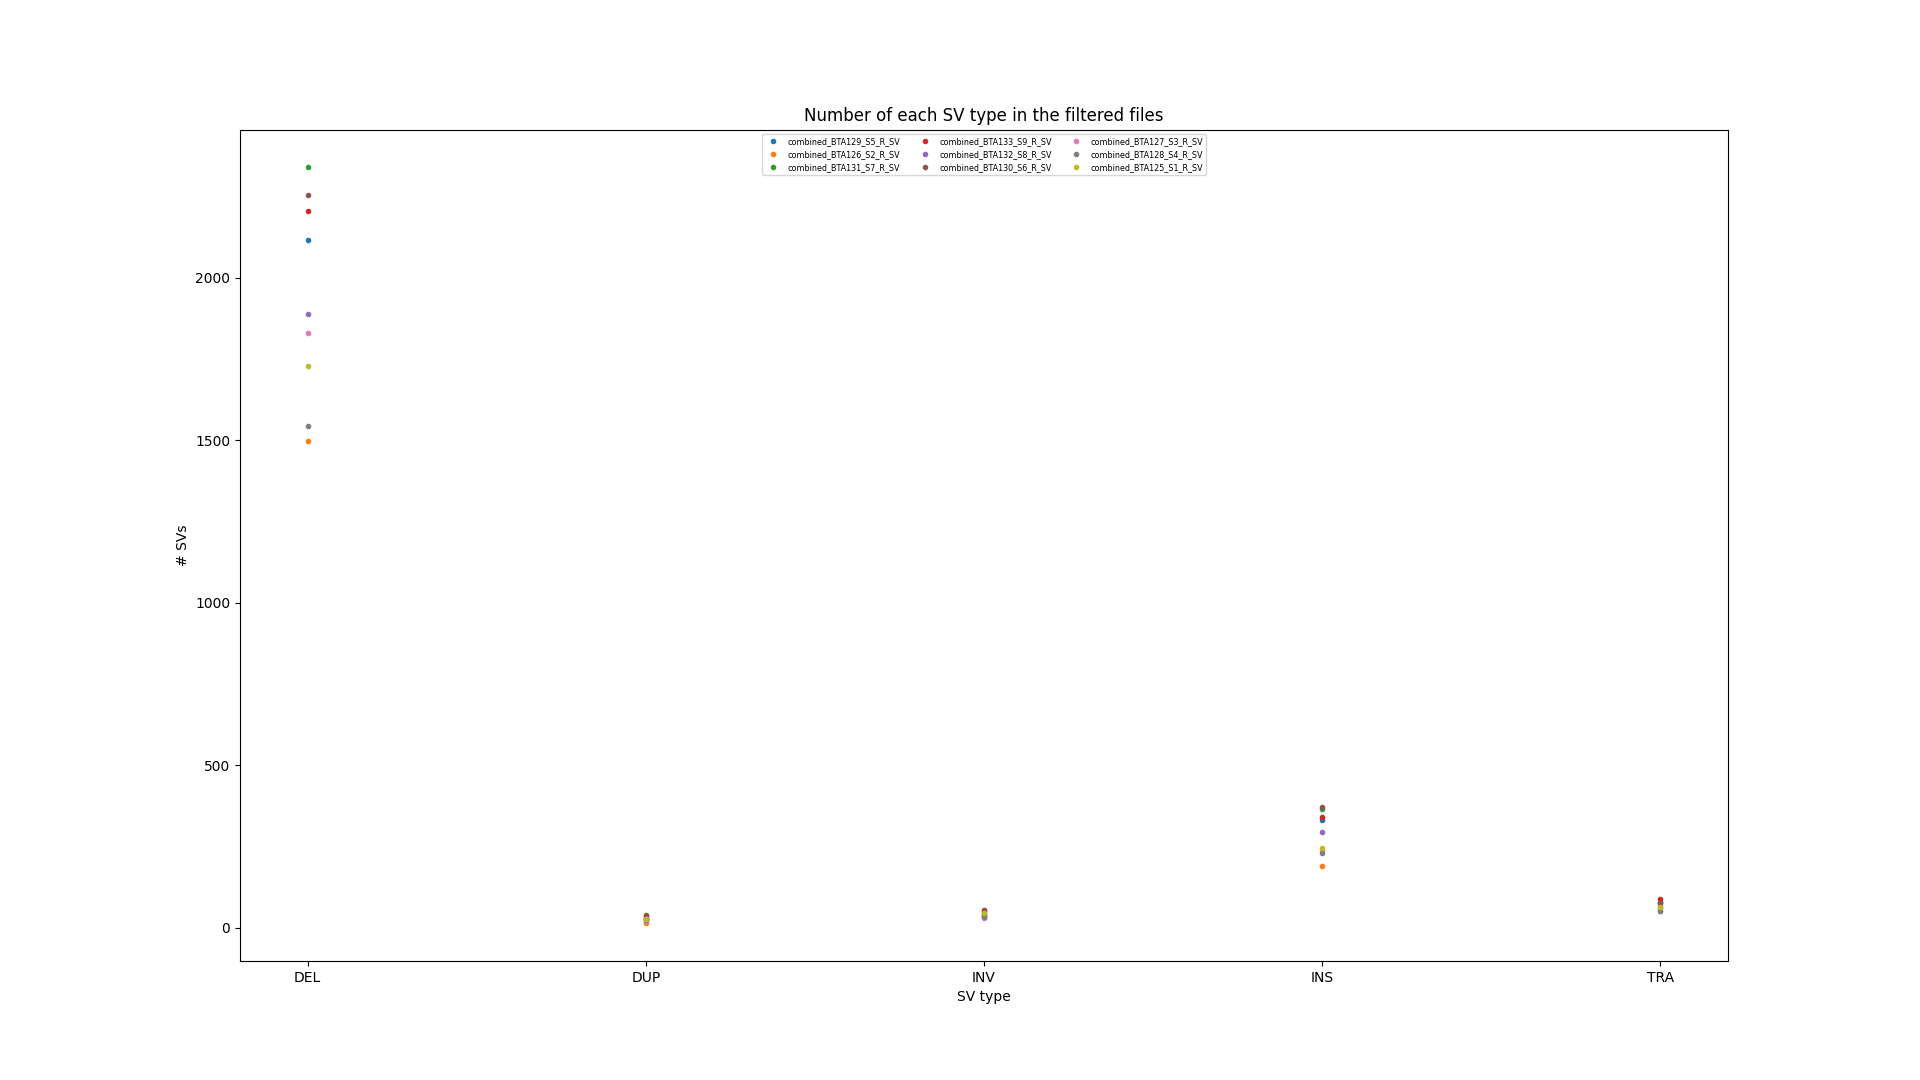 Number of each SV type in the filtered files
combined_BTA129_S5_R_SV
combined_BTA126_S2_R_SV
combined_BTA131_S7_R_SV
combined_BTA133_S9_R_SV
combined_BTA132_S8_R_SV
combined_BTA130_S6_R_SV
combined_BTA127_S3_R_SV
combined_BTA128_S4_R_SV
combined_BTA125_S1_R_SV
# SVs
2000
1500
1000
500
0
DEL DUP INV INS TRA
SV type